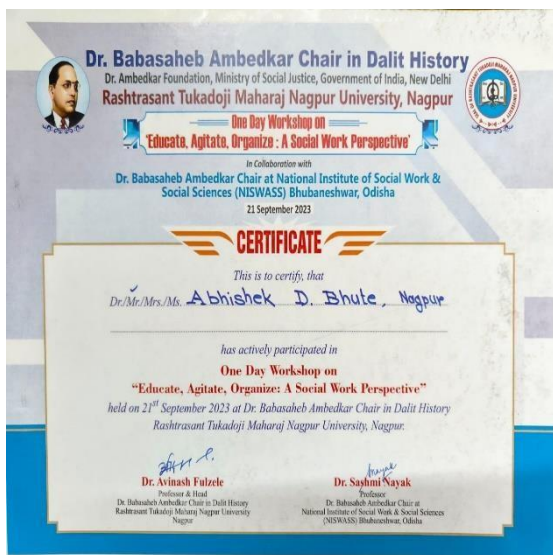 Dr. Babasaheb Ambedkar Chair in Dalit History
Dr. Ambedkar Foundation, Ministry of Social Justice, Government of India, New Delhi
Rashtrasant Tukadoji Maharaj Nagpur University, Nagpur
One Day Workshop on
'Educate, Agitate, Organize : A Social Work Perspective'
In Collaboration with
Dr. Babasaheb Ambedkar Chair at National Institute of Social Work &
Social Sciences (NISWASS) Bhubaneshwar, Odisha
21 September 2023
CERTIFICATE
This is to certify, that
Dr./Mr./Mrs./Ms. Abhishek D. Bhute, Nagpur
has actively participated in
One Day Workshop on
"Educate, Agitate, Organize: A Social Work Perspective"
held on 21st September 2023 at Dr. Babasaheb Ambedkar Chair in Dalit History
Rashtrasant Tukadoji Maharaj Nagpur University, Nagpur.
Dr. Avinash Fulzele
Professor & Head
Dr. Babasaheb Ambedkar Chair in Dalit History
Rashtrasant Tukadoji Maharaj Nagpur University
Nagpur
Nayak
Dr. Sashmi Nayak
Professor
Dr. Babasaheb Ambedkar Chair at
National Institute of Social Work & Social Sciences
(NISWASS) Bhubaneshwar, Odisha